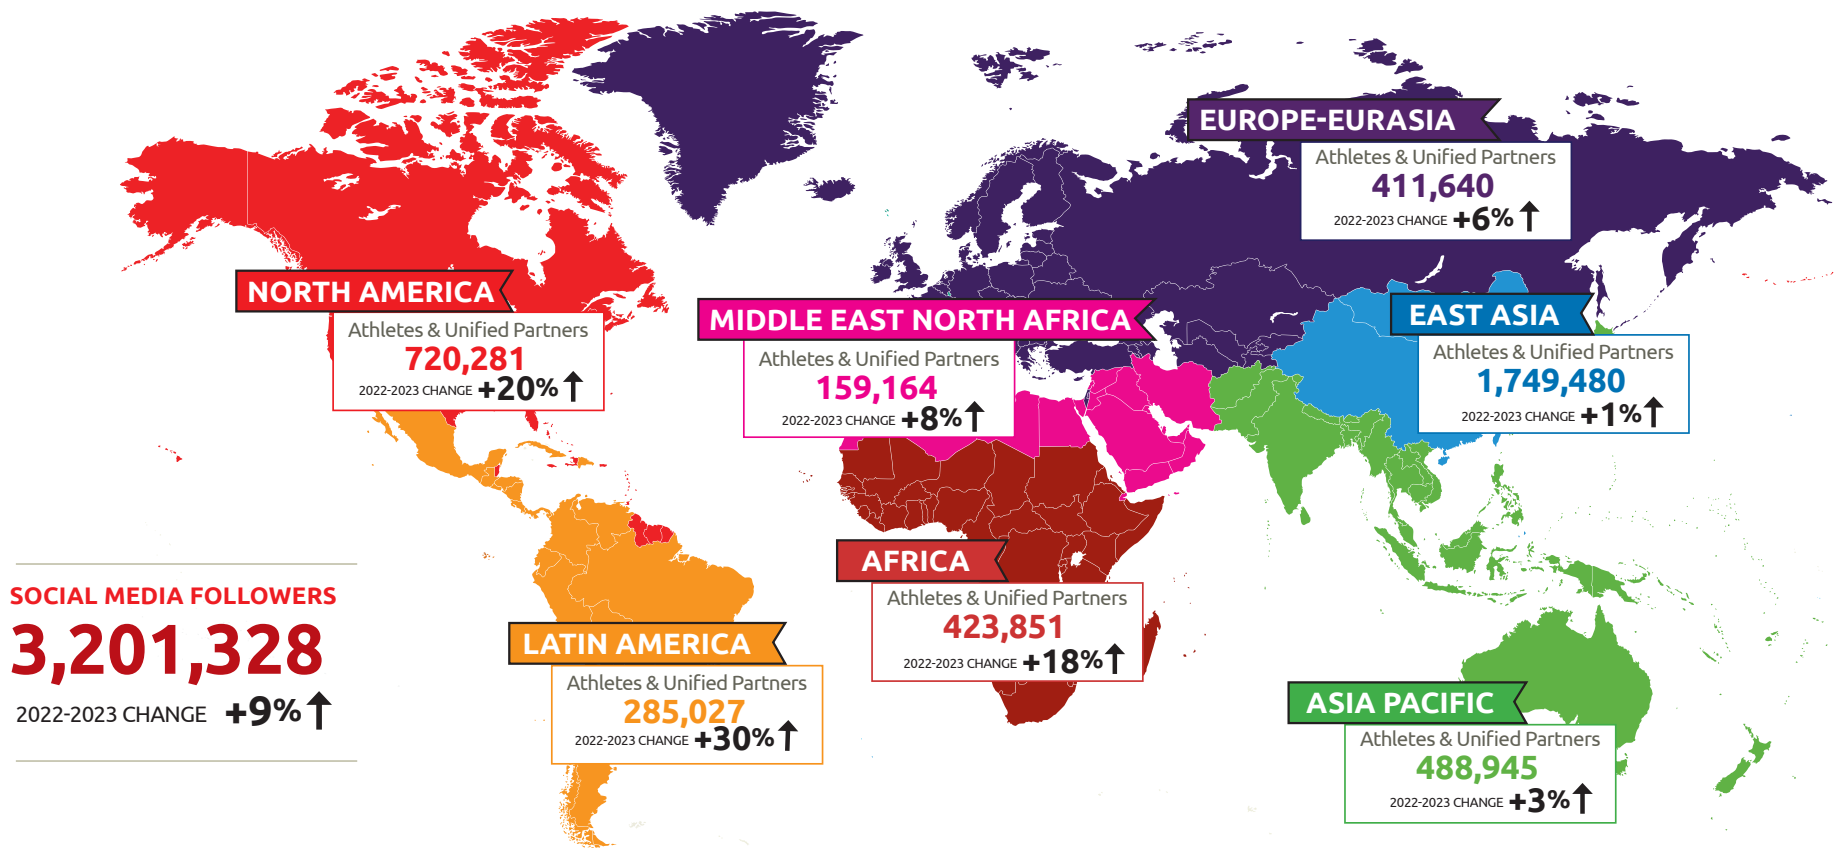 EUROPE-EURASIA
Athletes & Unified Partners
411,640
2022-2023 CHANGE +6%
NORTH AMERICA
Athletes & Unified Partners
720,281
2022-2023 CHANGE +20%
MIDDLE EAST NORTH AFRICA
Athletes & Unified Partners
159,164
2022-2023 CHANGE +8%
EAST ASIA
Athletes & Unified Partners
1,749,480
2022-2023 CHANGE +1%
AFRICA
Athletes & Unified Partners
423,851
2022-2023 CHANGE +18%
SOCIAL MEDIA FOLLOWERS
3,201,328
2022-2023 CHANGE +9%
LATIN AMERICA
Athletes & Unified Partners
285,027
2022-2023 CHANGE +30%
ASIA PACIFIC
Athletes & Unified Partners
488,945
2022-2023 CHANGE +3%